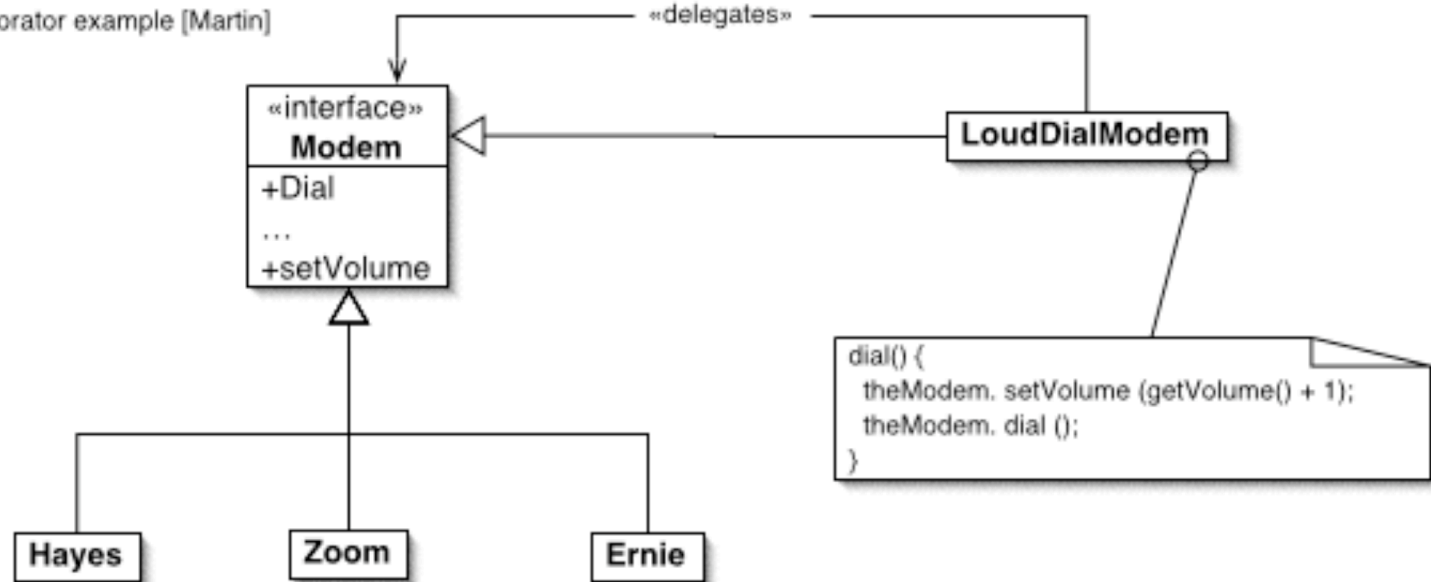 orator example [Martin]
«delegates»
«interface»
Modem
+Dial
...
+setVolume
LoudDialModem
dial() {
theModem. setVolume (getVolume() + 1);
theModem. dial ();
}
Hayes
Zoom
Ernie